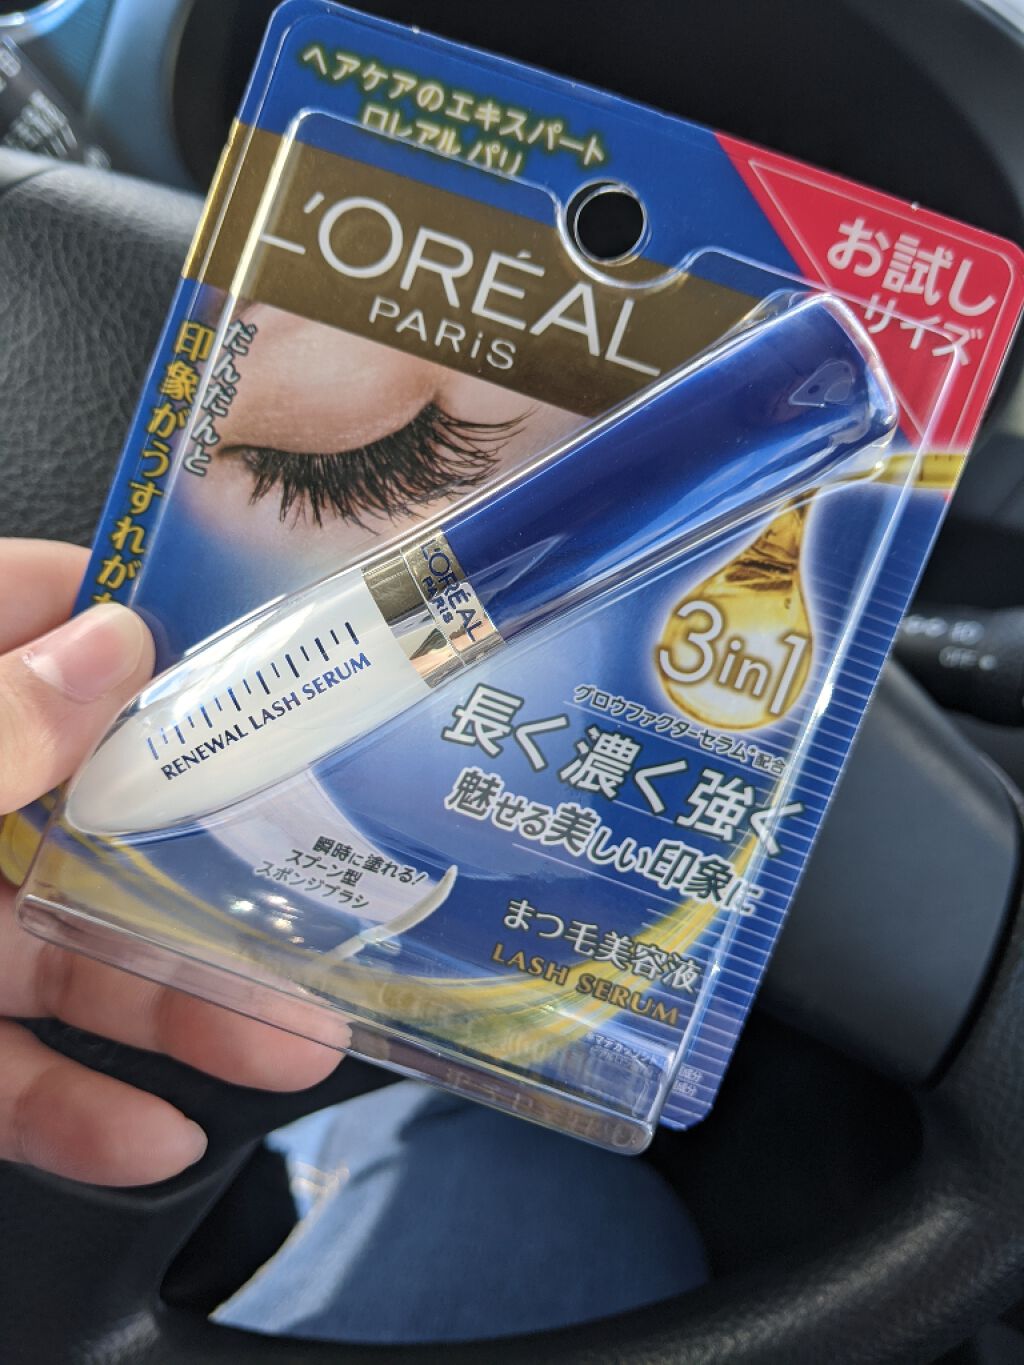 ヘアケアのエキスパート
ロレアル パリ
L'ORÉAL
PARiS
お試し
サイズ
だんだんと
印象がうすれが
L'ORÉAL
PARiS
RENEWAL LASH SERUM
3in1
グロウファクターセラム*配合
長く濃く強く
魅せる美しい印象に
瞬時に塗れる!
スプーン型
スポンジブラシ
まつ毛美容液
LASH SERUM
OFF